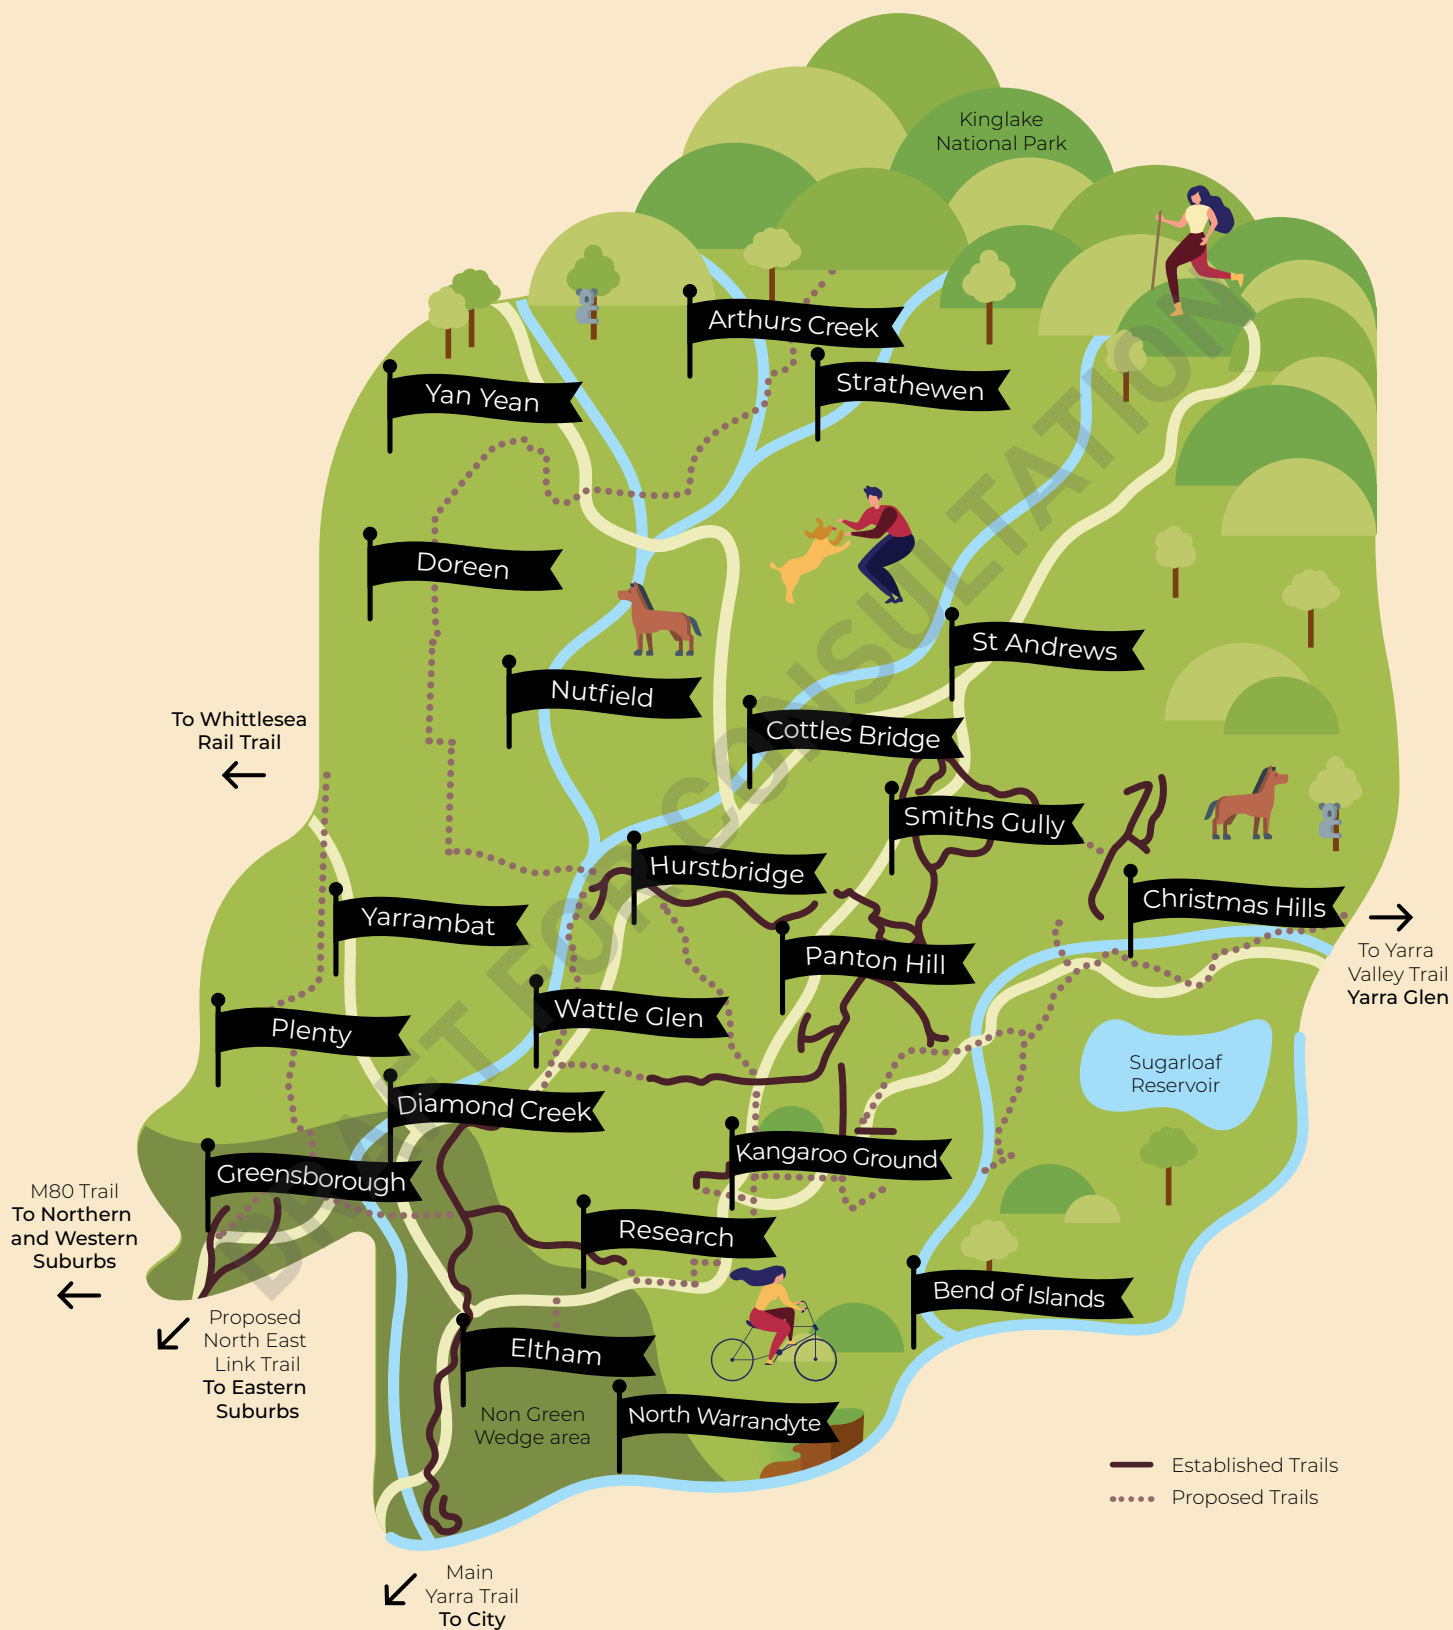 Kinglake
National Park
Arthurs Creek
Strathewen
Yan Yean
Doreen
St Andrews
Nutfield
To Whittlesea
Rail Trail
Cottles Bridge
Smiths Gully
Hurstbridge
Christmas Hills
Yarrambat
To Yarra
Valley Trail
Yarra Glen
Panton Hill
Wattle Glen
Plenty
Sugarloaf
Reservoir
Diamond Creek
Kangaroo Ground
Greensborough
M80 Trail
To Northern
and Western
Suburbs
Research
Bend of Islands
Proposed
North East
Link Trail
To Eastern
Suburbs
Eltham
Non Green
Wedge area
North Warrandyte
Established Trails
Proposed Trails
Main
Yarra Trail
To City
DRAFT FOR CONSULTATION